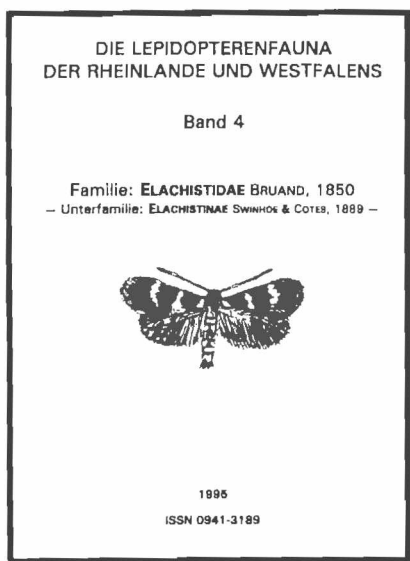 DIE LEPIDOPTERENFAUNA
DER RHEINLANDE UND WESTFALENS
Band 4
Familie: ELACHISTIDAE BRUAND, 1850
– Unterfamilie: ELACHISTINAE SWINHOE & COTES, 1889 –
1995
ISSN 0941-3189